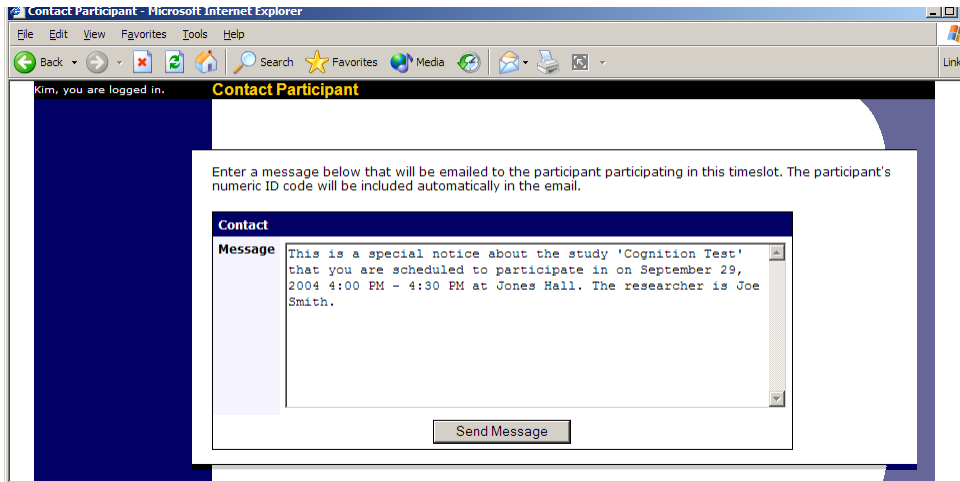 Contact Participant - Microsoft Internet Explorer
File Edit View Favorites Tools Help
Back Search Favorites Media Link
Kim, you are logged in. Contact Participant
Enter a message below that will be emailed to the participant participating in this timeslot. The participant's
numeric ID code will be included automatically in the email.
Contact
Message
This is a special notice about the study 'Cognition Test'
that you are scheduled to participate in on September 29,
2004 4:00 PM - 4:30 PM at Jones Hall. The researcher is Joe
Smith.
Send Message